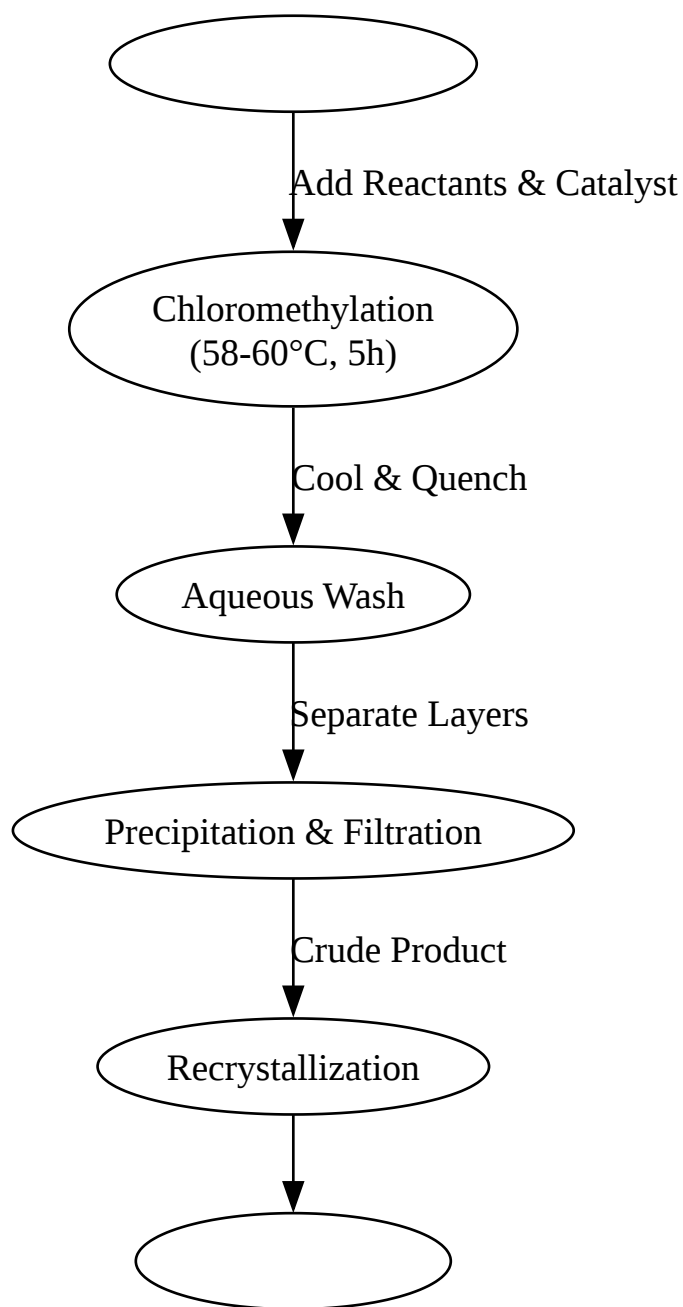 Add Reactants & Catalyst
Chloromethylation
(58-60°C, 5h)
Cool & Quench
Aqueous Wash
Separate Layers
Precipitation & Filtration
Crude Product
Recrystallization